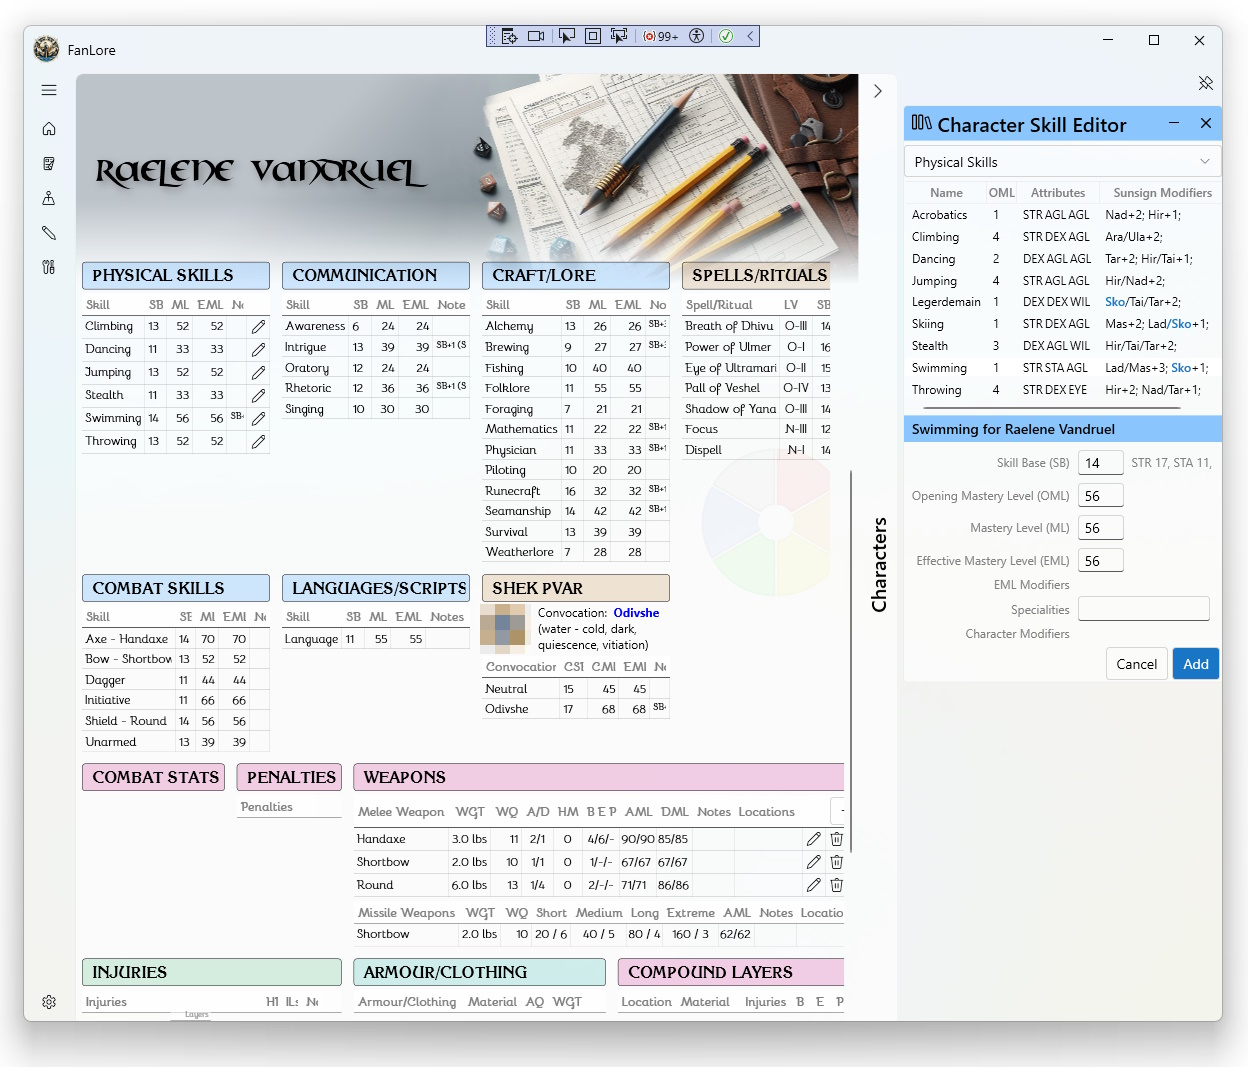 FanLore
99+
Raelene Vandruel
PHYSICAL SKILLS
Skill SB ML EML
Climbing 13 52 52
Dancing 11 33 33
Jumping 13 52 52
Stealth 11 33 33
Swimming 14 56 56 SB
Throwing 13 52 52
COMMUNICATION
Skill SB ML EML Note
Awareness 6 24 24
Intrigue 13 39 39 SB+1 (S
Oratory 12 24 24
Rhetoric 12 36 36 SB+1 (S
Singing 10 30 30
CRAFT/LORE
Skill SB ML EML No
Alchemy 13 26 26
Brewing 9 27 27
Fishing 10 40 40
Folklore 11 55 55
Foraging 7 21 21
Mathematics 11 22 22 SB+1
Physician 11 33 33 SB+1
Piloting 10 20 20
Runecraft 16 32 32 SB+1
Seamanship 14 42 42 SB+1
Survival 13 39 39
Weatherlore 7 28 28
SPELLS/RITUALS
Spell/Ritual LV SB
Breath of Dhivu O-III 14
Power of Ulmer O-I 16
Eye of Ultramari O-II 15
Pall of Veshel O-IV 13
Shadow of Yana O-III 14
Focus N-III 12
Dispell N-I 14
COMBAT SKILLS
Skill
Axe - Handaxe 14 70 70
Bow - Shortbow 13 52 52
Dagger 11 44 44
Initiative 11 66 66
Shield - Round 14 56 56
Unarmed 13 39 39
LANGUAGES/SCRIPTS
Skill SB ML EML Notes
Language 11 55 55
SHEK PVAR
Convocation: Odivshe
(water - cold, dark,
quiescence, vitiation)
Convocation
Neutral 15 45 45
Odivshe 17 68 68 SB
COMBAT STATS
PENALTIES
Penalties
WEAPONS
Melee Weapon WGT WQ A/D HM B E P AML DML Notes Locations
Handaxe 3.0 lbs 11 2/1 0 4/6/- 90/90 85/85
Shortbow 2.0 lbs 10 1/1 0 1/-/- 67/67 67/67
Round 6.0 lbs 13 1/4 0 2/-/- 71/71 86/86
Missile Weapons WGT WQ Short Medium Long Extreme AML Notes Locatio
Shortbow 2.0 lbs 10 20 / 6 40 / 5 80 / 4 160 / 3 62/62
INJURIES
Injuries
Layers
ARMOUR/CLOTHING
Armour/Clothing Material AQ WGT
COMPOUND LAYERS
Location Material Injuries B E P
Characters
Character Skill Editor
Physical Skills
Name OML Attributes Sunsign Modifiers
Acrobatics 1 STR AGL AGL Nad+2; Hir+1;
Climbing 4 STR DEX AGL Ara/Ula+2;
Dancing 2 DEX AGL AGL Tar+2; Hir/Tai+1;
Jumping 4 STR AGL AGL Hir/Nad+2;
Legerdemain 1 DEX DEX WIL Sko/Tai/Tar+2;
Skiing 1 STR DEX AGL Mas+2; Lad/Sko+1;
Stealth 3 DEX AGL WIL Hir/Tai/Tar+2;
Swimming 1 STR STA AGL Lad/Mas+3; Sko+1;
Throwing 4 STR DEX EYE Hir+2; Nad/Tar+1;
Swimming for Raelene Vandruel
Skill Base (SB) 14 STR 17, STA 11,
Opening Mastery Level (OML) 56
Mastery Level (ML) 56
Effective Mastery Level (EML) 56
EML Modifiers
Specialities
Character Modifiers
Cancel Add